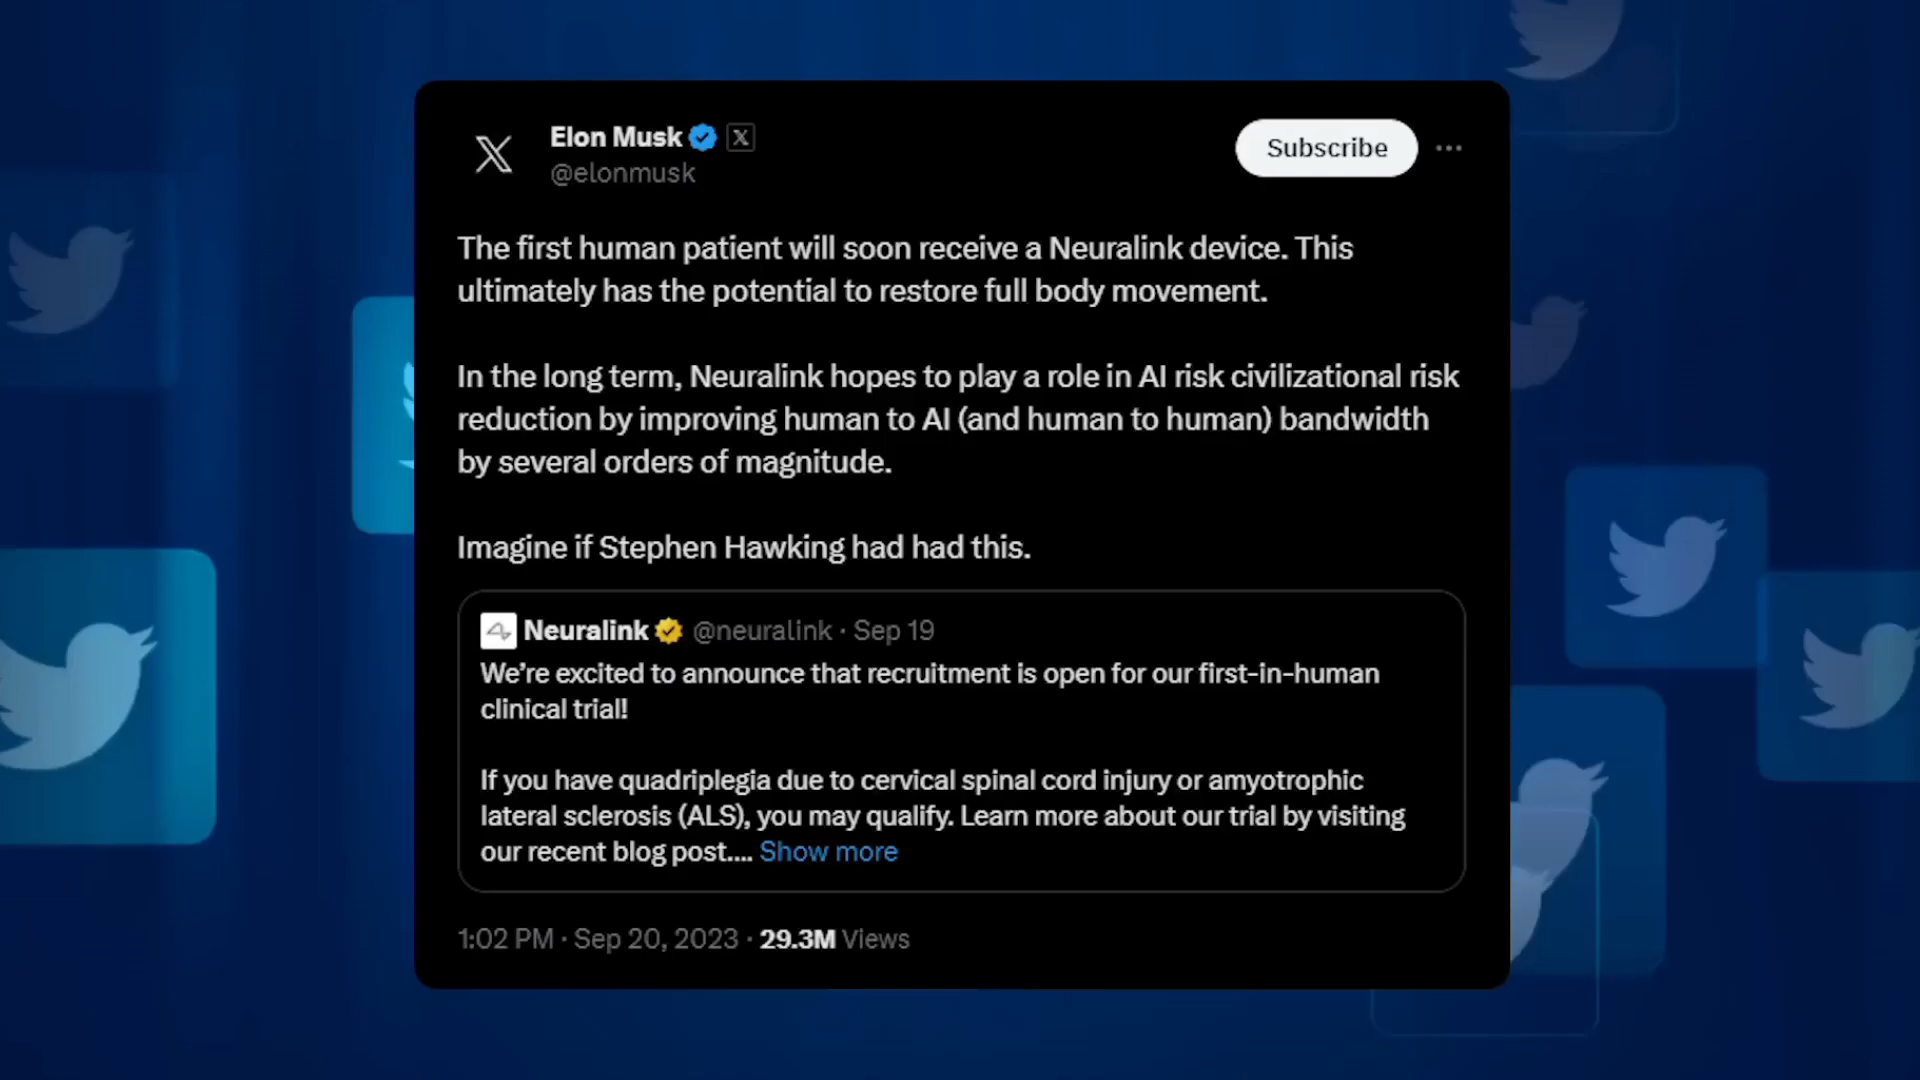 Elon Musk
@elonmusk
Subscribe
The first human patient will soon receive a Neuralink device. This
ultimately has the potential to restore full body movement.
In the long term, Neuralink hopes to play a role in AI risk civilizational risk
reduction by improving human to AI (and human to human) bandwidth
by several orders of magnitude.
Imagine if Stephen Hawking had had this.
Neuralink @neuralink · Sep 19
We’re excited to announce that recruitment is open for our first-in-human
clinical trial!
If you have quadriplegia due to cervical spinal cord injury or amyotrophic
lateral sclerosis (ALS), you may qualify. Learn more about our trial by visiting
our recent blog post.... Show more
1:02 PM · Sep 20, 2023 · 29.3M Views